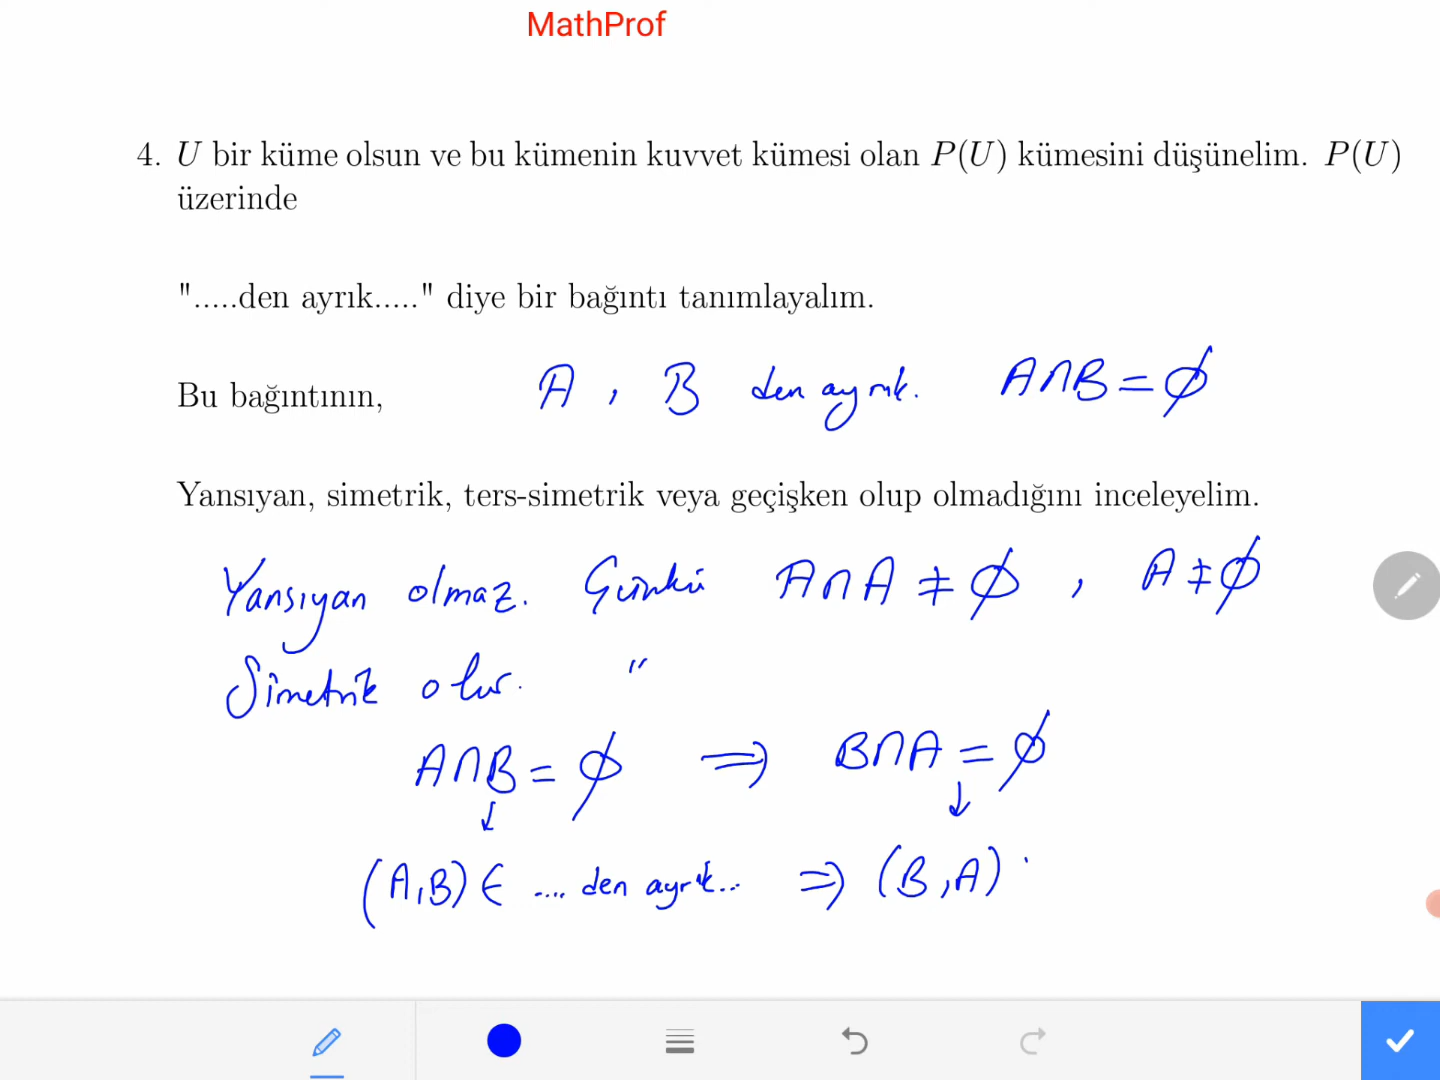 MathProf
4. U bir küme olsun ve bu kümenin kuvvet kümesi olan P(U) kümesini düşünelim. P(U)
üzerinde
".....den ayrık....." diye bir bağıntı tanımlayalım.
Bu bağıntının, A , B den ayrık. A∩B=∅
Yansıyan, simetrik, ters-simetrik veya geçişken olup olmadığını inceleyelim.
Yansıyan olmaz. Çünkü A∩A ≠ ∅ , A≠∅
Simetrik olur. "
A∩B = ∅ ⇒ B∩A = ∅
↓ ↓
(A,B) ∈ .... den ayrık... ⇒ (B,A)